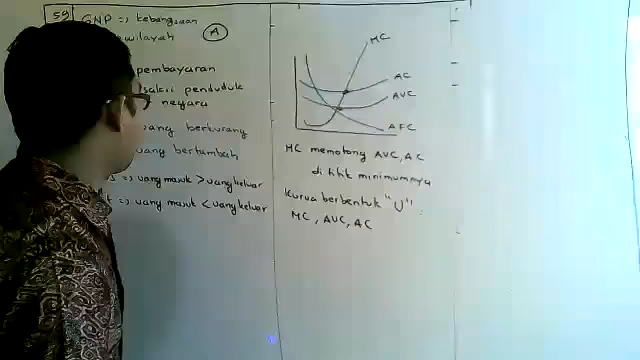 59 GNP => kebangsaan
wilayah
A
pembayaran
penduduk
negara
uang berkurang
uang bertambah
=> uang masuk > uang keluar
=> uang masuk < uang keluar
MC
AC
AVC
AFC
MC memotong AVC, AC
di titik minimumnya
Kurva berbentuk "U"
MC, AVC, AC